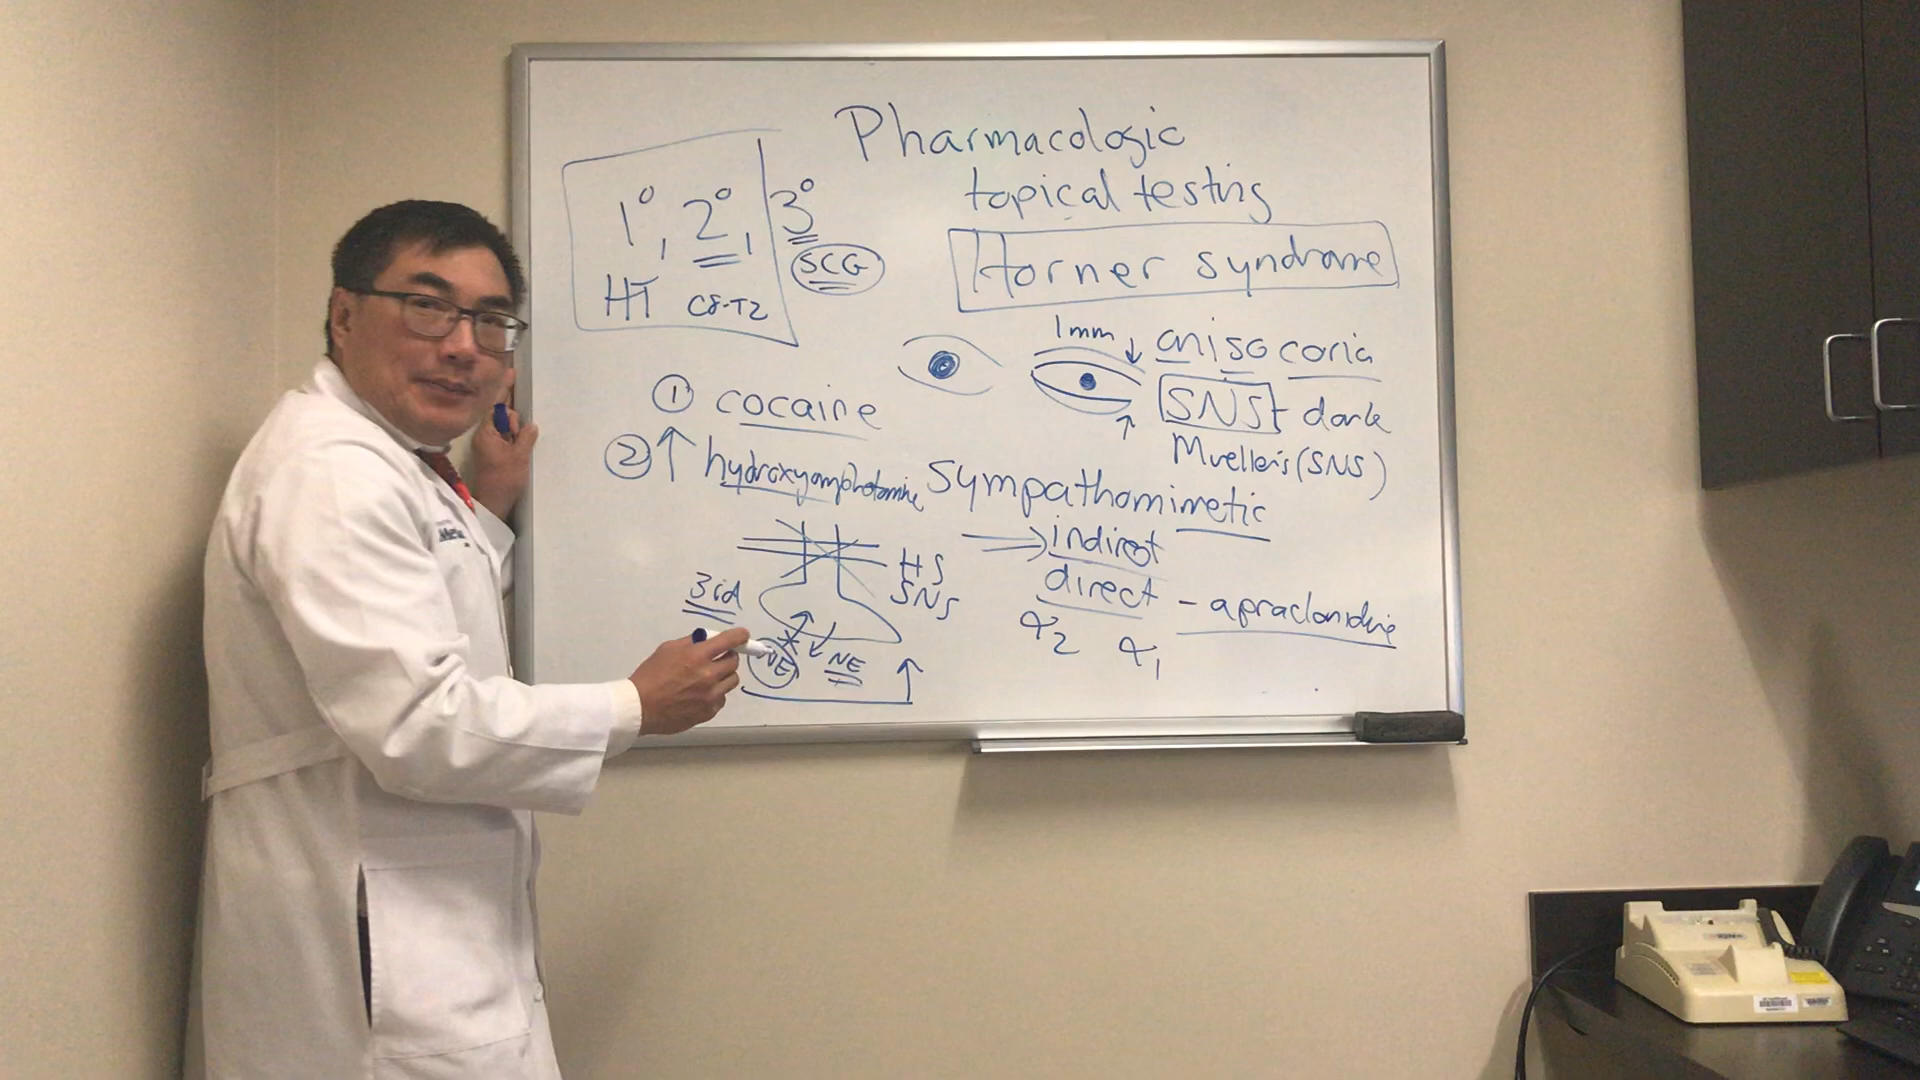 Pharmacologic
topical testing
Horner syndrome
1°, 2°, 3°
HT C8-T2 SCG
1mm ↓ anisocoria
↑ SNS - dark
Mueller's (SNS)
① cocaine
② ↑ hydroxyamphetamine
Sympathomimetic
⇒ indirect
direct - apraclonidine
α2 α1
HS
SNS
3rd
NE NE ↑